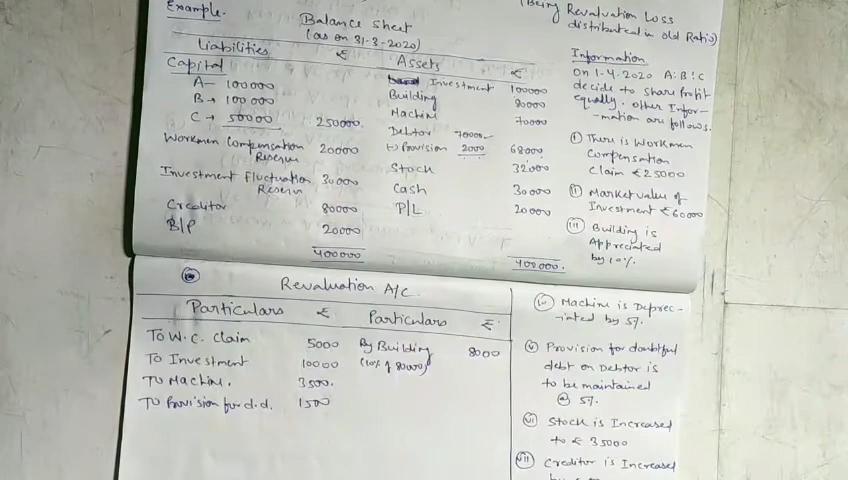 Example.
(Being Revaluation Loss
distributed in old Ratio)
Balance Sheet
(as on 31-3-2020)
Liabilities ₹ Assets ₹
Capital
A- 100000
B→ 100000
C→ 50000 250000
Workmen Compensation
Reserve 20000
Investment Fluctuation
Reserve 30000
Creditor 80000
B/P 20000
400000
Investment 100000
Building 80000
Machine 70000
Debtor 70000
(-) Provision 2000 68000
Stock 32000
Cash 30000
P/L 20000
400000.
Information
On 1-4-2020 A:B:C
decide to share Profit
equally. other Infor-
-mation are follows.
(i) There is Workmen
Compensation
Claim ₹25000
(ii) Market value of
Investment ₹60000
(iii) Building is
Appreciated
by 10%.
Revaluation A/C.
Particulars ₹ Particulars ₹
To W.C. Claim 5000 By Building 8000
To Investment 10000 (10% of 80000)
To Machine. 3500.
To Provision for d.d. 1500
(iv) Machine is Deprec-
-iated by 5%.
(v) Provision for doubtful
debt on Debtor is
to be maintained
@ 5%.
(vi) Stock is Increased
to ₹ 35000
(vii) Creditor is Increased